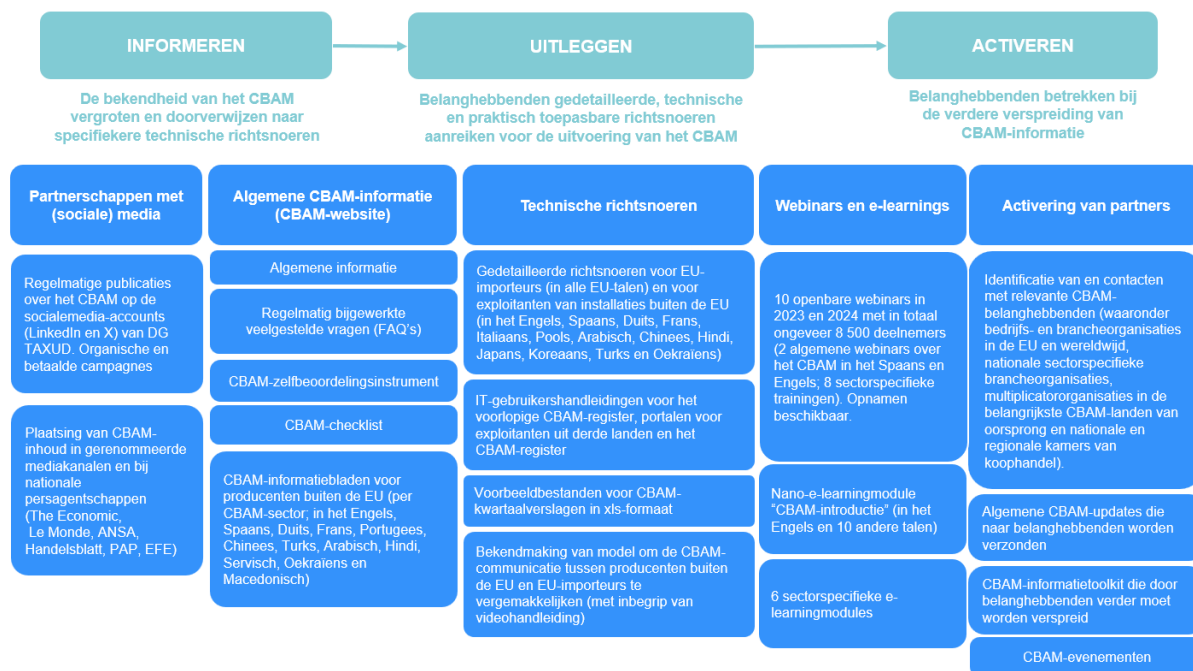 INFORMEREN
UITLEGGEN
ACTIVEREN
De bekendheid van het CBAM
vergroten en doorverwijzen naar
specifiekere technische richtsnoeren
Belanghebbenden gedetailleerde, technische
en praktisch toepasbare richtsnoeren
aanreiken voor de uitvoering van het CBAM
Belanghebbenden betrekken bij
de verdere verspreiding van
CBAM-informatie
Partnerschappen met
(sociale) media
Regelmatige publicaties
over het CBAM op de
socialemedia-accounts
(LinkedIn en X) van DG
TAXUD. Organische en
betaalde campagnes
Plaatsing van CBAM-
inhoud in gerenommeerde
mediakanalen en bij
nationale
persagentschappen
(The Economic,
Le Monde, ANSA,
Handelsblatt, PAP, EFE)
Algemene CBAM-informatie
(CBAM-website)
Algemene informatie
Regelmatig bijgewerkte
veelgestelde vragen (FAQ's)
CBAM-zelfbeoordelingsinstrument
CBAM-checklist
CBAM-informatiebladen voor
producenten buiten de EU (per
CBAM-sector; in het Engels,
Spaans, Duits, Frans, Portugees,
Chinees, Turks, Arabisch, Hindi,
Servisch, Oekraïens en
Macedonisch)
Technische richtsnoeren
Gedetailleerde richtsnoeren voor EU-
importeurs (in alle EU-talen) en voor
exploitanten van installaties buiten de EU
(in het Engels, Spaans, Duits, Frans,
Italiaans, Pools, Arabisch, Chinees, Hindi,
Japans, Koreaans, Turks en Oekraïens)
IT-gebruikershandleidingen voor het
voorlopige CBAM-register, portalen voor
exploitanten uit derde landen en het
CBAM-register
Voorbeeldbestanden voor CBAM-
kwartaalverslagen in xls-formaat
Bekendmaking van model om de CBAM-
communicatie tussen producenten buiten
de EU en EU-importeurs te
vergemakkelijken (met inbegrip van
videohandleiding)
Webinars en e-learnings
10 openbare webinars in
2023 en 2024 met in totaal
ongeveer 8 500 deelnemers
(2 algemene webinars over
het CBAM in het Spaans en
Engels; 8 sectorspecifieke
trainingen). Opnamen
beschikbaar.
Nano-e-learningmodule
“CBAM-introductie” (in het
Engels en 10 andere talen)
6 sectorspecifieke e-
learningmodules
Activering van partners
Identificatie van en contacten
met relevante CBAM-
belanghebbenden (waaronder
bedrijfs- en brancheorganisaties
in de EU en wereldwijd,
nationale sectorspecifieke
brancheorganisaties,
multiplicatororganisaties in de
belangrijkste CBAM-landen van
oorsprong en nationale en
regionale kamers van
koophandel).
Algemene CBAM-updates die
naar belanghebbenden worden
verzonden
CBAM-informatietoolkit die door
belanghebbenden verder moet
worden verspreid
CBAM-evenementen